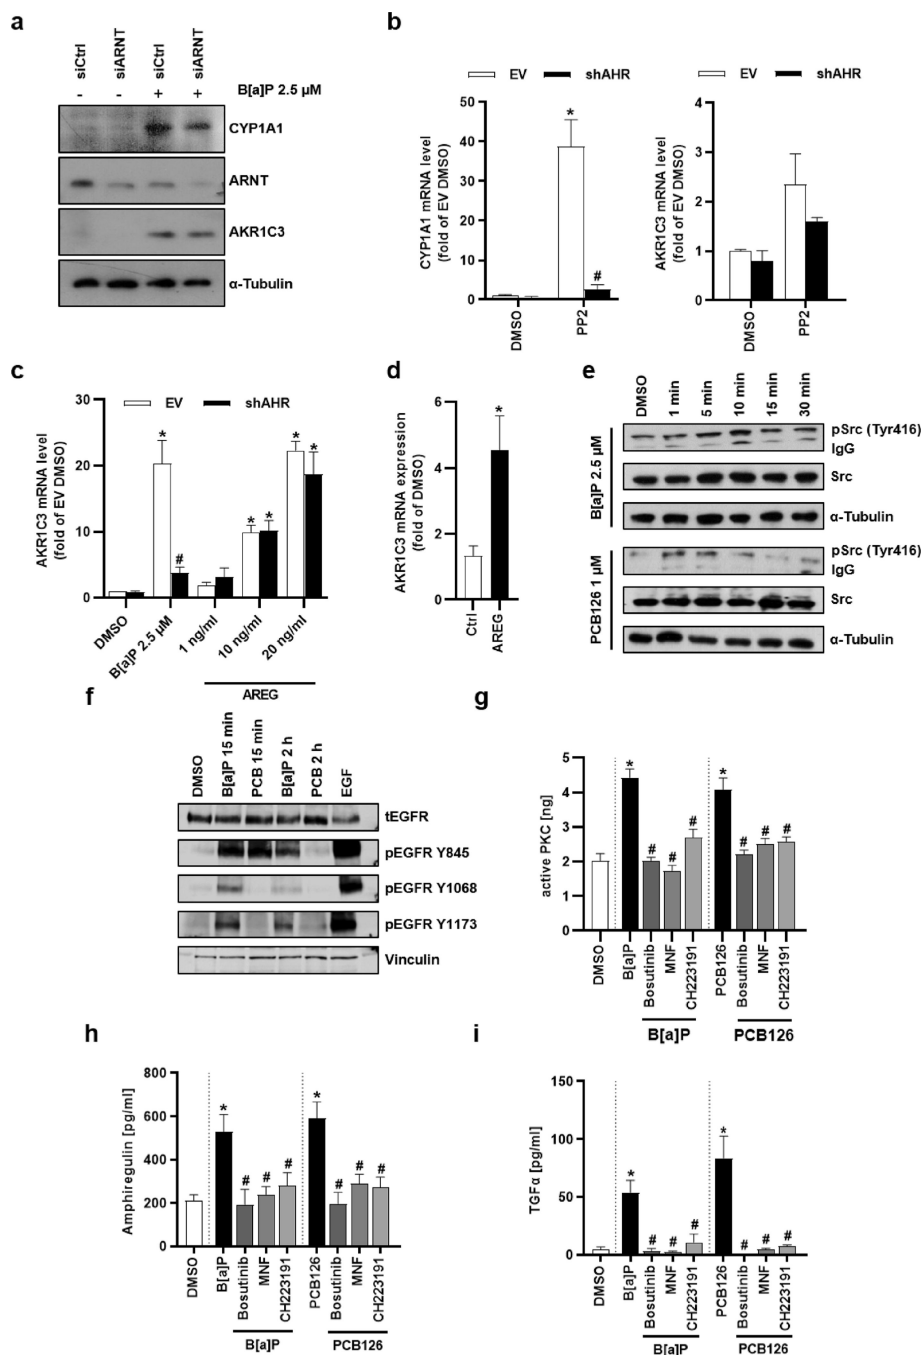 a
siCtrl
siARNT
siCtrl
siARNT
- - + + B[a]P 2.5 µM
CYP1A1
ARNT
AKR1C3
α-Tubulin
b
EV shAHR
CYP1A1 mRNA level
(fold of EV DMSO)
50
40
30
20
10
0
*
#
DMSO
PP2
EV shAHR
AKR1C3 mRNA level
(fold of EV DMSO)
4
3
2
1
0
DMSO
PP2
c
EV shAHR
AKR1C3 mRNA level
(fold of EV DMSO)
30
20
10
0
*
#
*
*
*
*
DMSO
B[a]P 2.5 µM
1 ng/ml
10 ng/ml
20 ng/ml
AREG
d
AKR1C3 mRNA expression
(fold of DMSO)
6
4
2
0
*
Ctrl
AREG
e
DMSO
1 min
5 min
10 min
15 min
30 min
B[a]P 2.5 µM
pSrc (Tyr416)
IgG
Src
α-Tubulin
PCB126 1 µM
pSrc (Tyr416)
IgG
Src
α-Tubulin
f
DMSO
B[a]P 15 min
PCB 15 min
B[a]P 2 h
PCB 2 h
EGF
tEGFR
pEGFR Y845
pEGFR Y1068
pEGFR Y1173
Vinculin
g
active PKC [ng]
5
4
3
2
1
0
*
#
#
#
*
#
#
#
DMSO
B[a]P
Bosutinib
MNF
CH223191
PCB126
Bosutinib
MNF
CH223191
B[a]P PCB126
h
Amphiregulin [pg/ml]
800
600
400
200
0
*
#
#
#
*
#
#
#
DMSO
B[a]P
Bosutinib
MNF
CH223191
PCB126
Bosutinib
MNF
CH223191
B[a]P PCB126
i
TGFα [pg/ml]
150
100
50
0
*
#
#
#
*
#
#
#
DMSO
B[a]P
Bosutinib
MNF
CH223191
PCB126
Bosutinib
MNF
CH223191
B[a]P PCB126